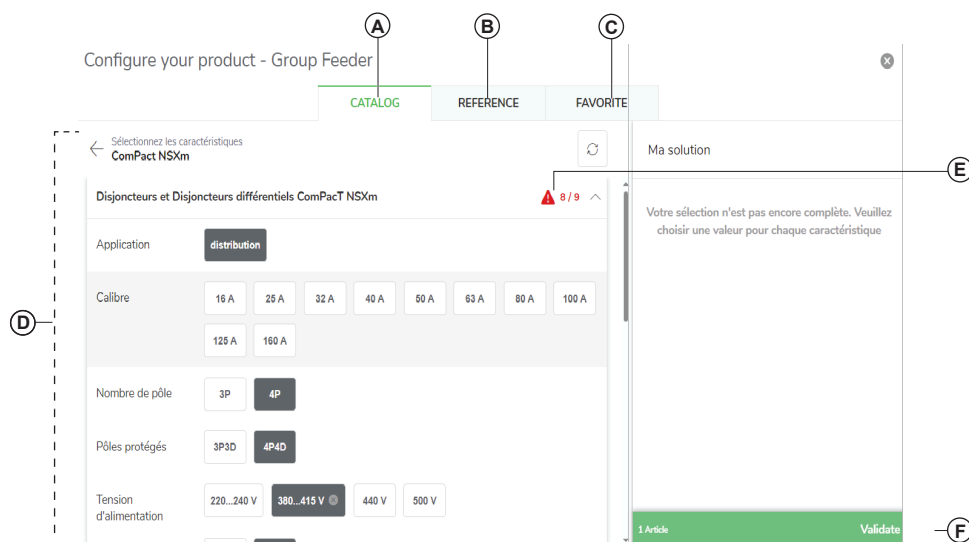 A
B
C
Configure your product - Group Feeder
CATALOG
REFERENCE
FAVORITE
Sélectionnez les caractéristiques
ComPact NSXm
Ma solution
E
Disjoncteurs et Disjoncteurs différentiels ComPacT NSXm
8 / 9
Votre sélection n'est pas encore complète. Veuillez
choisir une valeur pour chaque caractéristique
Application
distribution
D
Calibre
16 A
25 A
32 A
40 A
50 A
63 A
80 A
100 A
125 A
160 A
Nombre de pôle
3P
4P
Pôles protégés
3P3D
4P4D
Tension
d'alimentation
220...240 V
380...415 V
440 V
500 V
1 Article
Validate
F